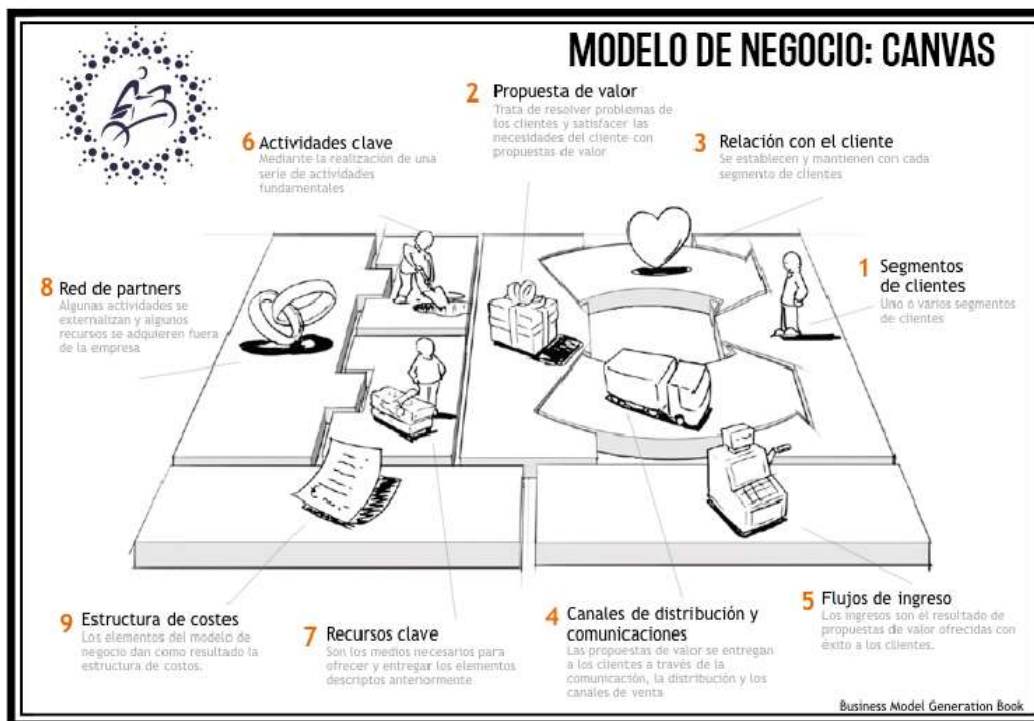 MODELO DE NEGOCIO: CANVAS
2 Propuesta de valor
Trata de resolver problemas de
los clientes y satisfacer las
necesidades del cliente con
propuestas de valor
6 Actividades clave
Mediante la realización de una
serie de actividades
fundamentales
3 Relación con el cliente
Se establecen y mantienen con cada
segmento de clientes
8 Red de partners
Algunas actividades se
externalizan y algunos
recursos se adquieren fuera
de la empresa
1 Segmentos
de clientes
Uno o varios segmentos
de clientes
9 Estructura de costes
Los elementos del modelo de
negocio dan como resultado la
estructura de costos.
7 Recursos clave
Son los medios necesarios para
ofrecer y entregar los elementos
descriptos anteriormente
4 Canales de distribución y
comunicaciones
Las propuestas de valor se entregan
a los clientes a través de la
comunicación, la distribución y los
canales de venta
5 Flujos de ingreso
Los ingresos son el resultado de
propuestas de valor ofrecidas con
éxito a los clientes.
Business Model Generation Book